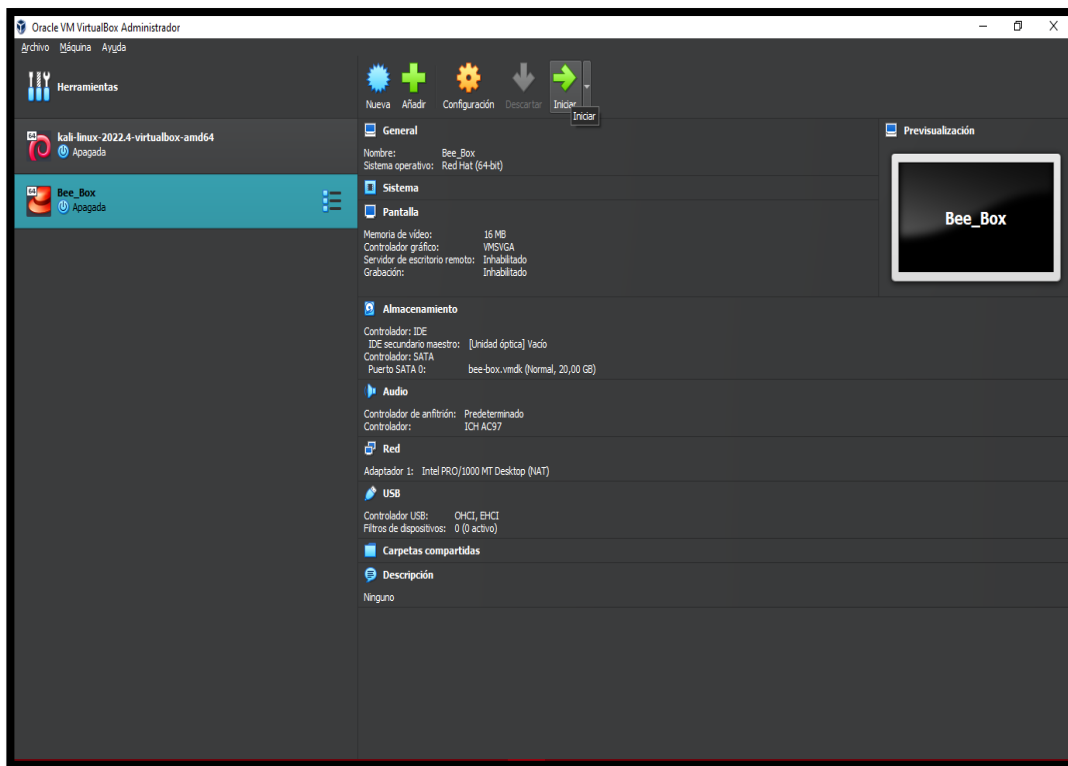 Oracle VM VirtualBox Administrador
Archivo Máquina Ayuda
Herramientas
Nueva Añadir Configuración Descartar Iniciar
Iniciar
64
kali-linux-2022.4-virtualbox-amd64
Apagada
64
Bee_Box
Apagada
General
Nombre: Bee_Box
Sistema operativo: Red Hat (64-bit)
Sistema
Pantalla
Memoria de vídeo: 16 MB
Controlador gráfico: VMSVGA
Servidor de escritorio remoto: Inhabilitado
Grabación: Inhabilitado
Previsualización
Bee_Box
Almacenamiento
Controlador: IDE
IDE secundario maestro: [Unidad óptica] Vacío
Controlador: SATA
Puerto SATA 0: bee-box.vmdk (Normal, 20,00 GB)
Audio
Controlador de anfitrión: Predeterminado
Controlador: ICH AC97
Red
Adaptador 1: Intel PRO/1000 MT Desktop (NAT)
USB
Controlador USB: OHCI, EHCI
Filtros de dispositivos: 0 (0 activo)
Carpetas compartidas
Descripción
Ninguno